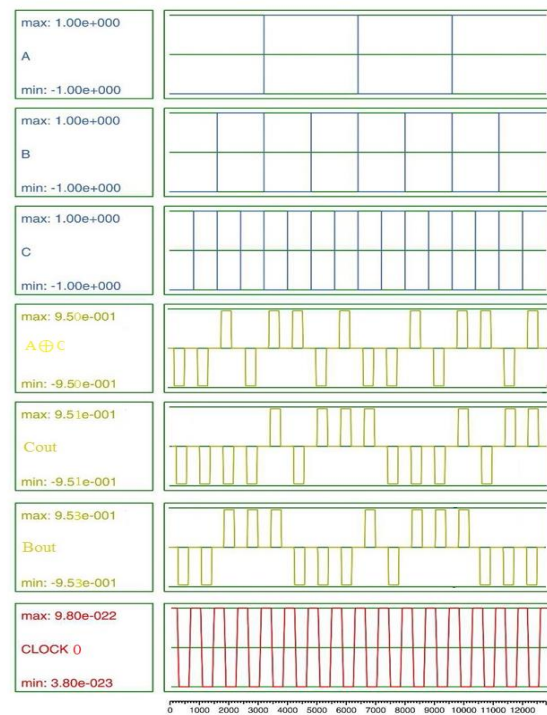 max: 1.00e+000
A
min: -1.00e+000
max: 1.00e+000
B
min: -1.00e+000
max: 1.00e+000
C
min: -1.00e+000
max: 9.50e-001
A⊕C
min: -9.50e-001
max: 9.51e-001
Cout
min: -9.51e-001
max: 9.53e-001
Bout
min: -9.53e-001
max: 9.80e-022
CLOCK 0
min: 3.80e-023
0 1000 2000 3000 4000 5000 6000 7000 8000 9000 10000 11000 12000